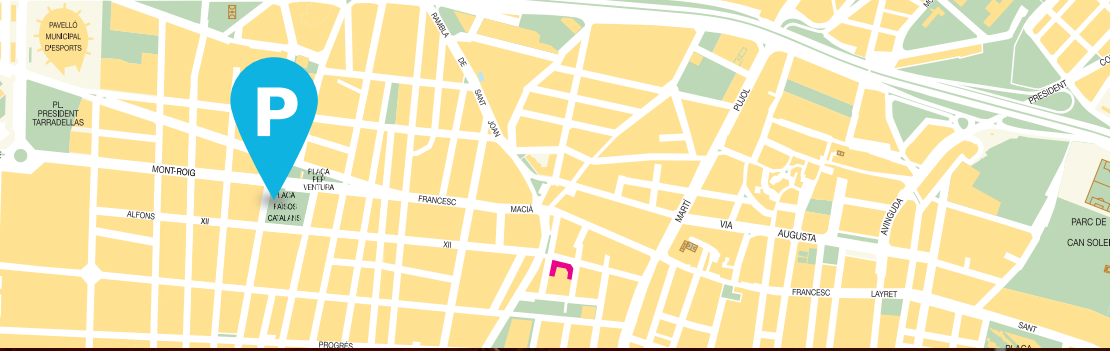 PAVELLÓ
MUNICIPAL
D'ESPORTS
RAMBLA
DE
SANT
JOAN
P
PL.
PRESIDENT
TARRADELLAS
PUJOL
PRESIDENT
MONT-ROIG
PLAÇA
PEP
VENTURA
PLAÇA
PAÏSOS
CATALANS
FRANCESC
MACIÀ
MARTÍ
AVINGUDA
ALFONS
XII
XII
VIA
AUGUSTA
PARC DE
CAN SOLEI
FRANCESC
LAYRET
SANT
PROGRÉS
PLAÇA